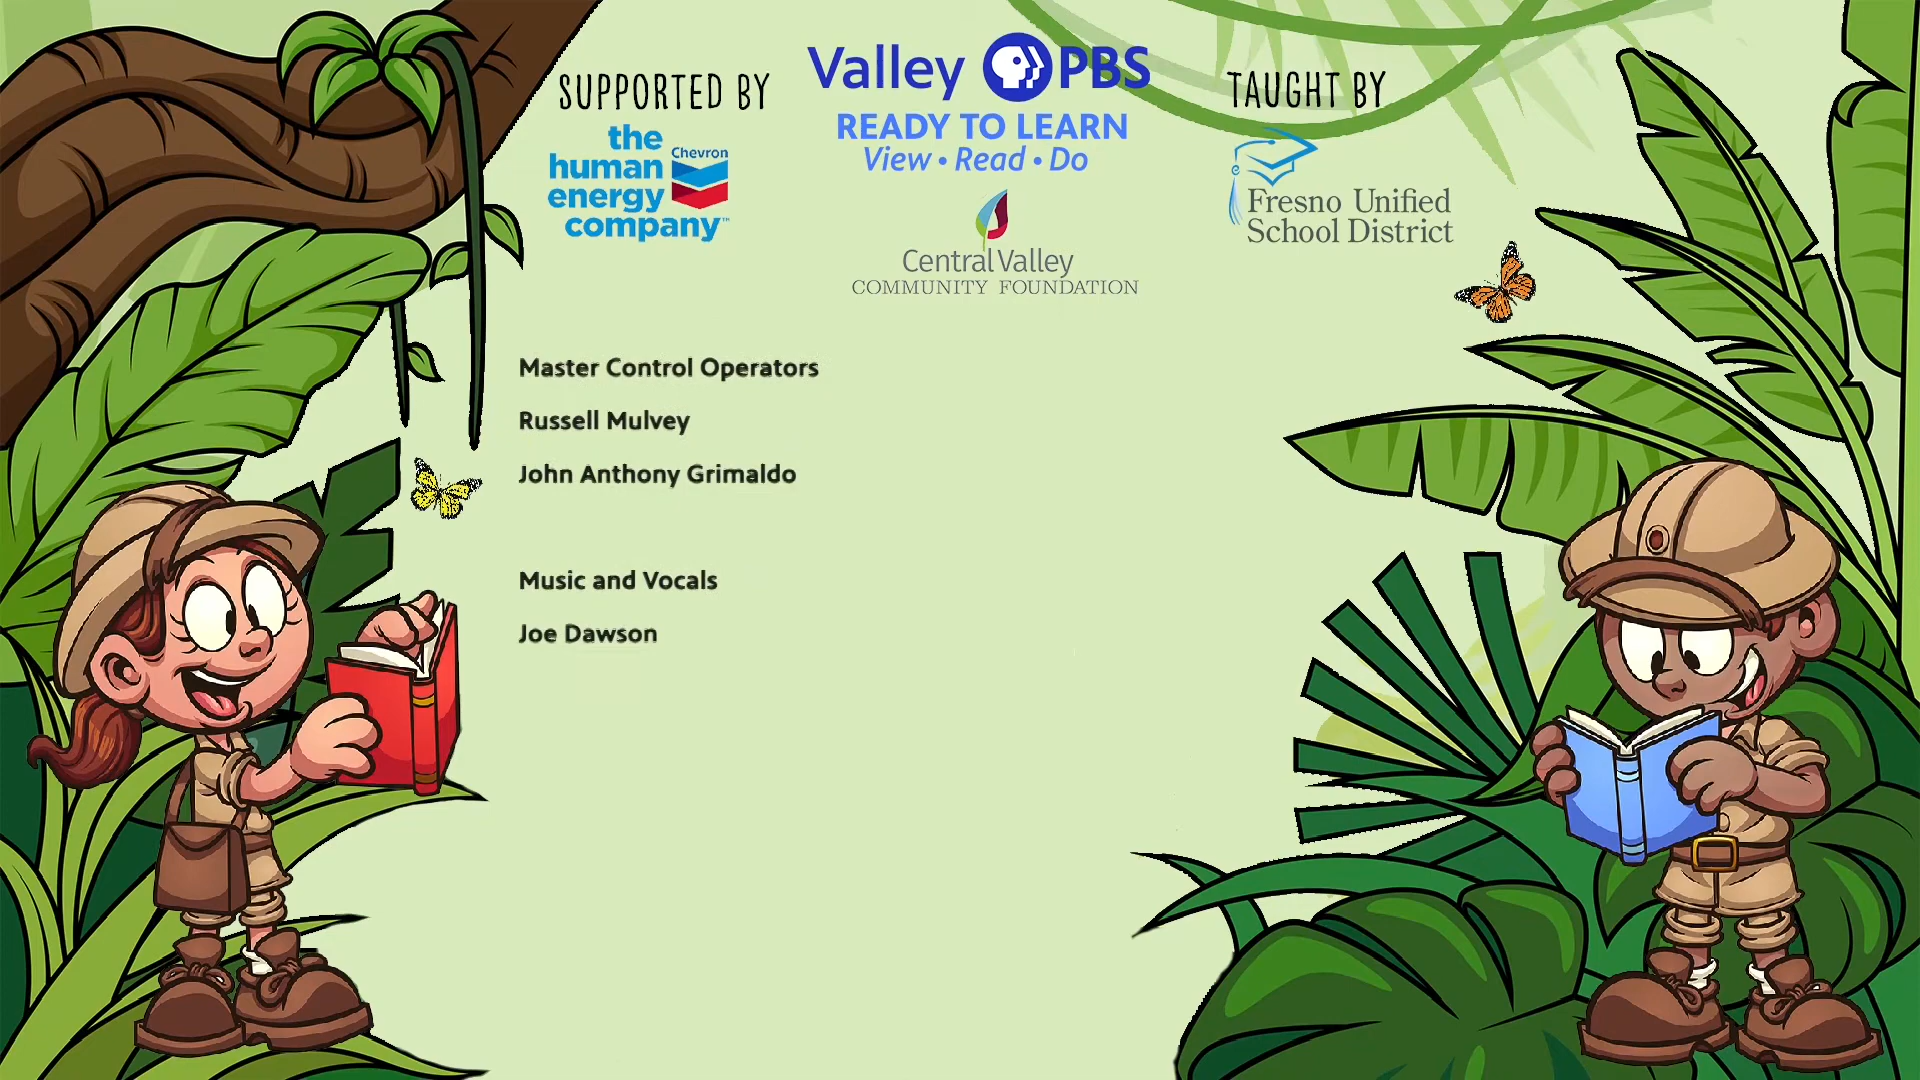 SUPPORTED BY
the
human
energy
company™
Chevron
Valley PBS
READY TO LEARN
View • Read • Do
Central Valley
COMMUNITY FOUNDATION
TAUGHT BY
Fresno Unified
School District
Master Control Operators
Russell Mulvey
John Anthony Grimaldo
Music and Vocals
Joe Dawson